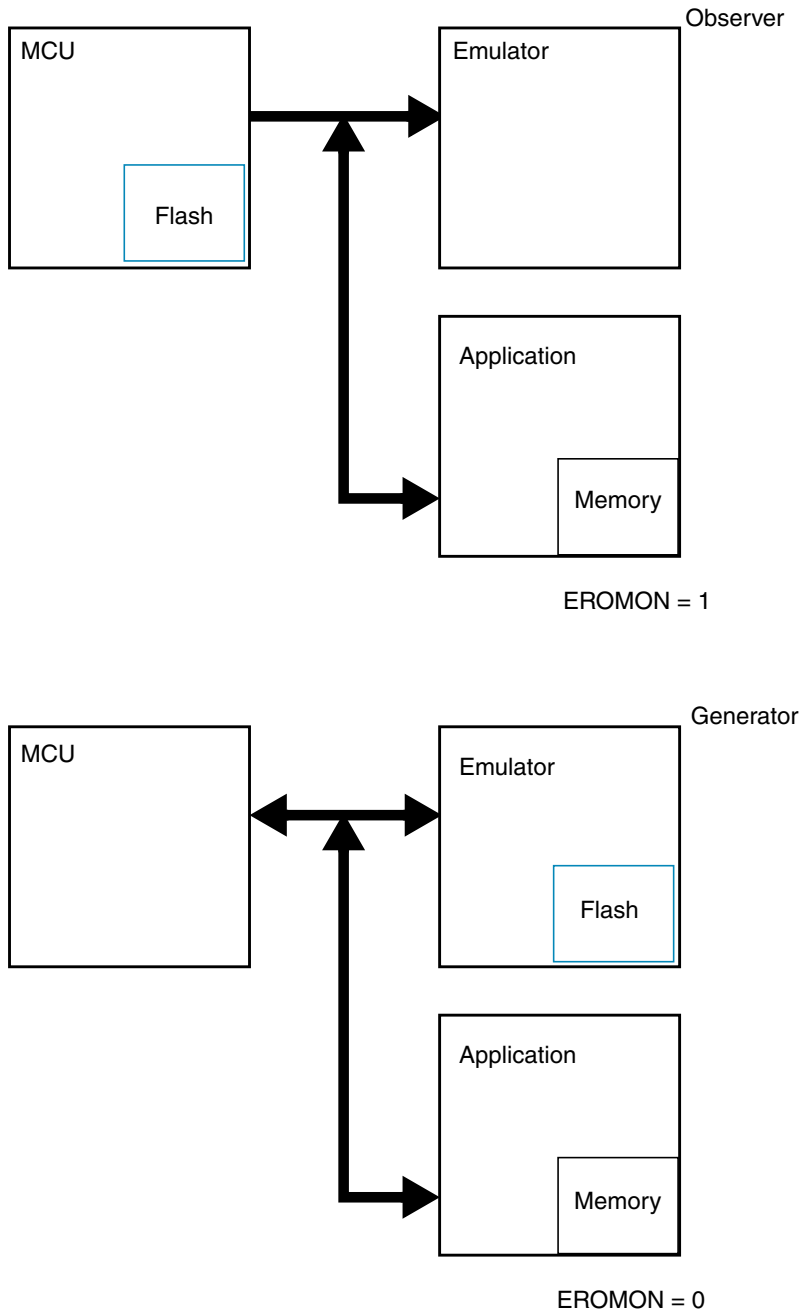 Observer
MCU
Emulator
Flash
Application
Memory
EROMON = 1
Generator
MCU
Emulator
Flash
Application
Memory
EROMON = 0